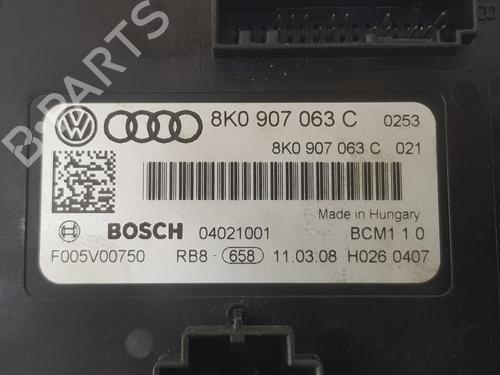 B-PARTS
8K0 907 063 C 0253
8K0 907 063 C 021
Made in Hungary
BOSCH 04021001 BCM1 1.0
F005V00750 RB8 - 658 11.03.08 H026 0407